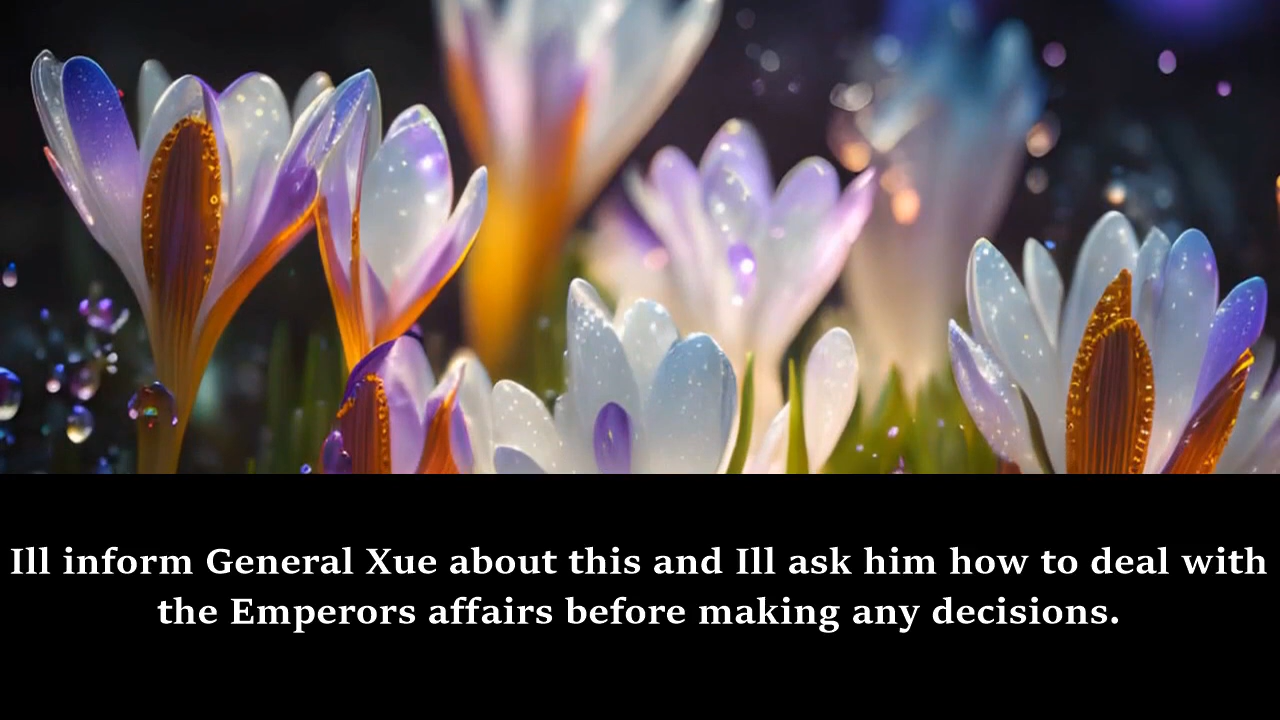 Ill inform General Xue about this and Ill ask him how to deal with
the Emperors affairs before making any decisions.